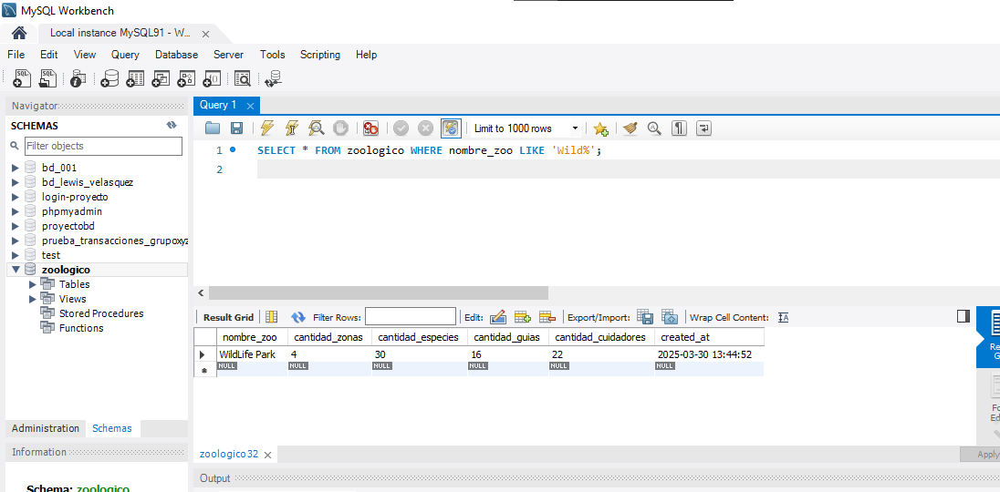 MySQL Workbench
Local instance MySQL91 - W... ×
File Edit View Query Database Server Tools Scripting Help
Navigator
SCHEMAS
Filter objects
bd_001
bd_lewis_velasquez
login-proyecto
phpmyadmin
proyectobd
prueba_transacciones_grupoxyz
test
zoologico
Tables
Views
Stored Procedures
Functions
Administration Schemas
Information
Schema: zoologico
Query 1 ×
Limit to 1000 rows
1 SELECT * FROM zoologico WHERE nombre_zoo LIKE 'Wild%';
2
Result Grid Filter Rows: Edit: Export/Import: Wrap Cell Content:
nombre_zoo cantidad_zonas cantidad_especies cantidad_guias cantidad_cuidadores created_at
WildLife Park 4 30 16 22 2025-03-30 13:44:52
NULL NULL NULL NULL NULL NULL
zoologico32 ×
Apply
Output